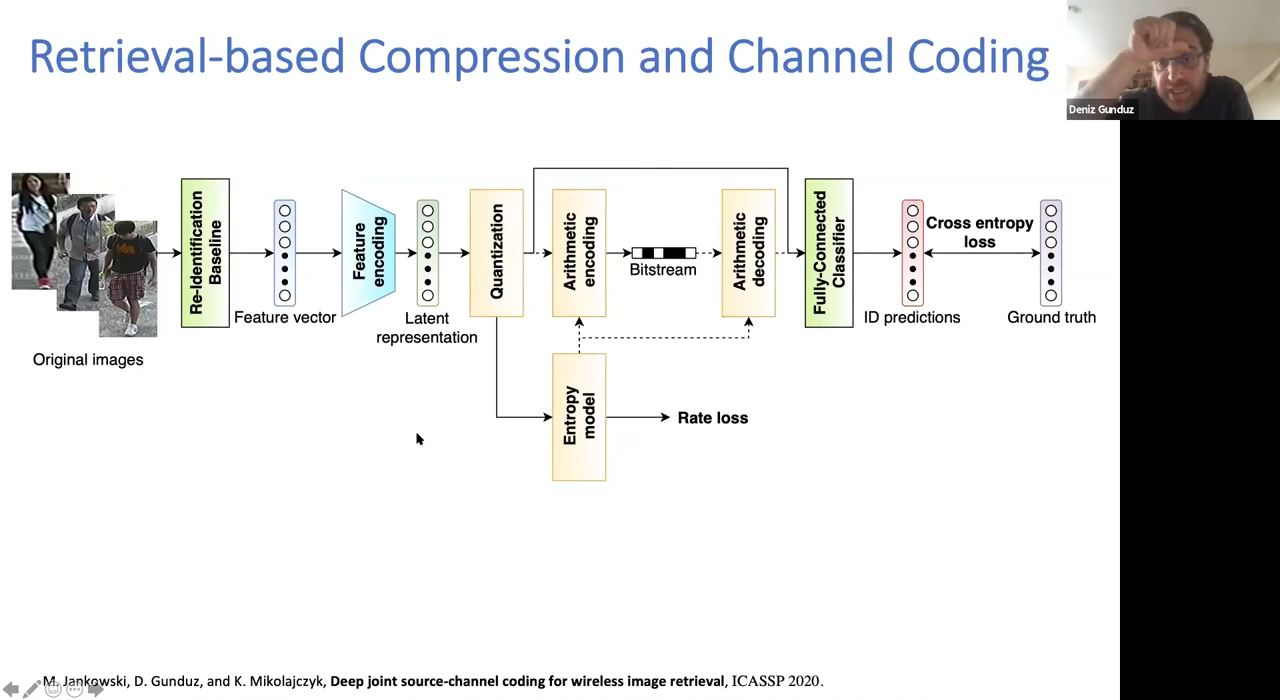 Retrieval-based Compression and Channel Coding
Deniz Gunduz
Re-Identification
Baseline
Feature
encoding
Quantization
Arithmetic
encoding
Arithmetic
decoding
Fully-Connected
Classifier
Cross entropy
loss
Bitstream
Feature vector
Latent
representation
ID predictions
Ground truth
Original images
Entropy
model
Rate loss
M. Jankowski, D. Gunduz, and K. Mikolajczyk, Deep joint source-channel coding for wireless image retrieval, ICASSP 2020.